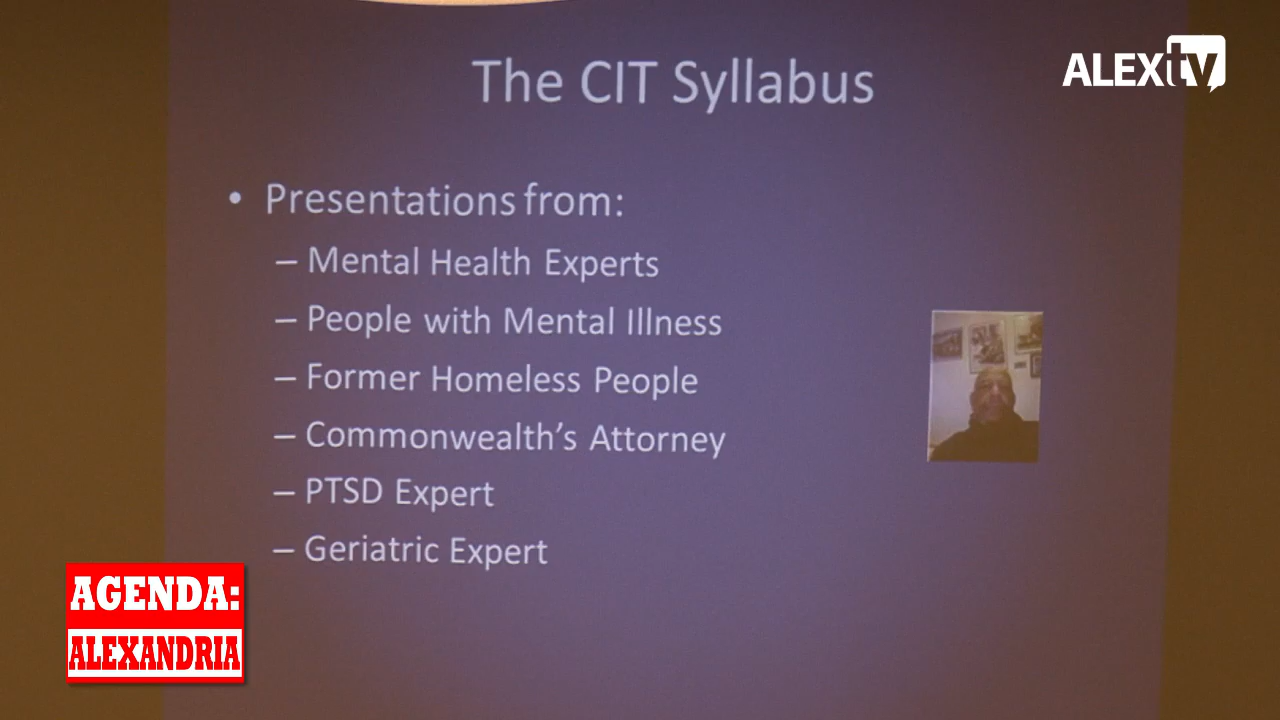 The CIT Syllabus
ALEXtv
• Presentations from:
– Mental Health Experts
– People with Mental Illness
– Former Homeless People
– Commonwealth's Attorney
– PTSD Expert
– Geriatric Expert
AGENDA:
ALEXANDRIA